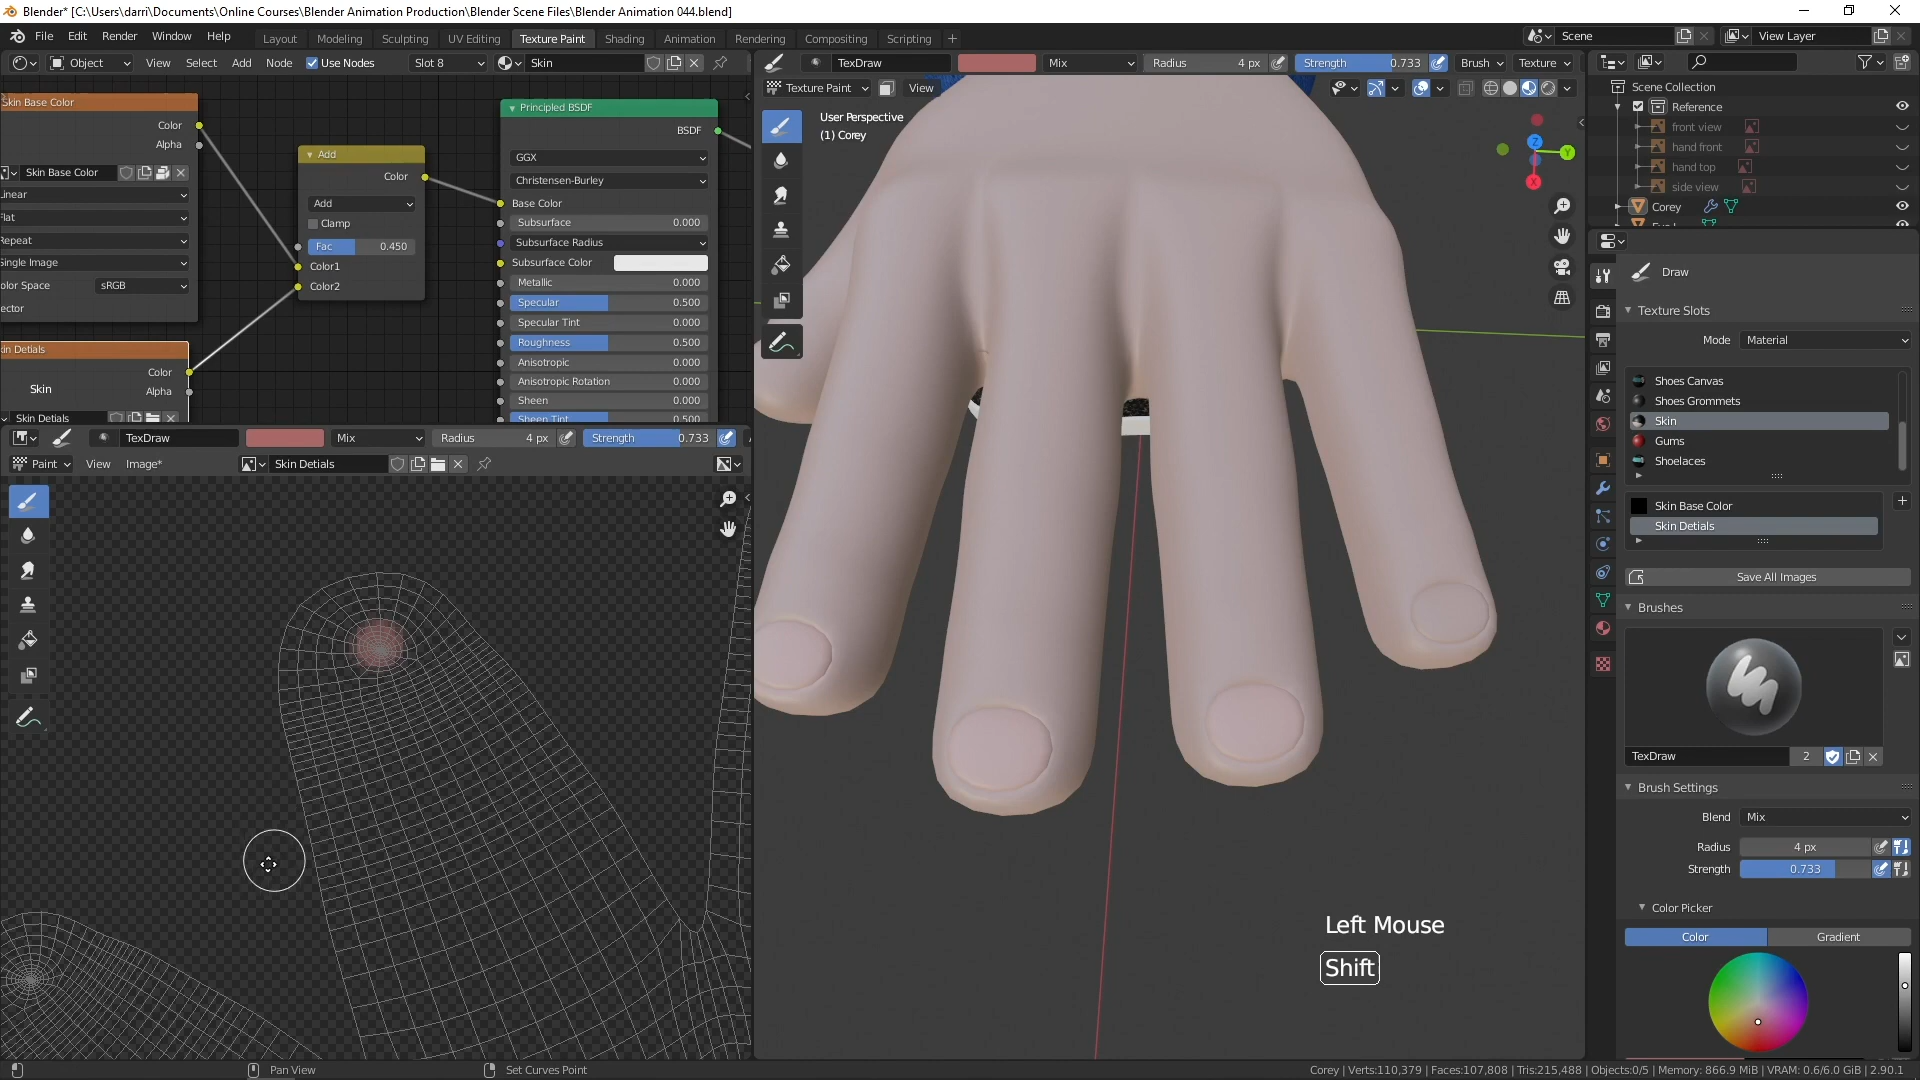 Blender* [C:\Users\darri\Documents\Online Courses\Blender Animation Production\Blender Scene Files\Blender Animation 044.blend]
File Edit Render Window Help Layout Modeling Sculpting UV Editing Texture Paint Shading Animation Rendering Compositing Scripting + Scene View Layer
Object View Select Add Node Use Nodes Slot 8 Skin
TexDraw Mix Radius 4 px Strength 0.733 Brush Texture
Texture Paint View
User Perspective
(1) Corey
Skin Base Color
Color
Alpha
Skin Base Color
Linear
Flat
Repeat
Single Image
Color Space sRGB
Vector
Add
Color
Add
Clamp
Fac 0.450
Color1
Color2
Skin Detials
Color
Skin
Alpha
Skin Detials
Principled BSDF
BSDF
GGX
Christensen-Burley
Base Color
Subsurface 0.000
Subsurface Radius
Subsurface Color
Metallic 0.000
Specular 0.500
Specular Tint 0.000
Roughness 0.500
Anisotropic 0.000
Anisotropic Rotation 0.000
Sheen 0.000
Sheen Tint 0.500
TexDraw Mix Radius 4 px Strength 0.733
Paint View Image* Skin Detials
Z
Y
X
Left Mouse
Shift
Scene Collection
Reference
front view
hand front
hand top
side view
Corey
Draw
Texture Slots
Mode Material
Shoes Canvas
Shoes Grommets
Skin
Gums
Shoelaces
Skin Base Color
Skin Detials
Save All Images
Brushes
TexDraw 2
Brush Settings
Blend Mix
Radius 4 px
Strength 0.733
Color Picker
Color Gradient
Pan View Set Curves Point Corey | Verts:110,379 | Faces:107,808 | Tris:215,488 | Objects:0/5 | Memory: 866.9 MiB | VRAM: 0.6/6.0 GiB | 2.90.1